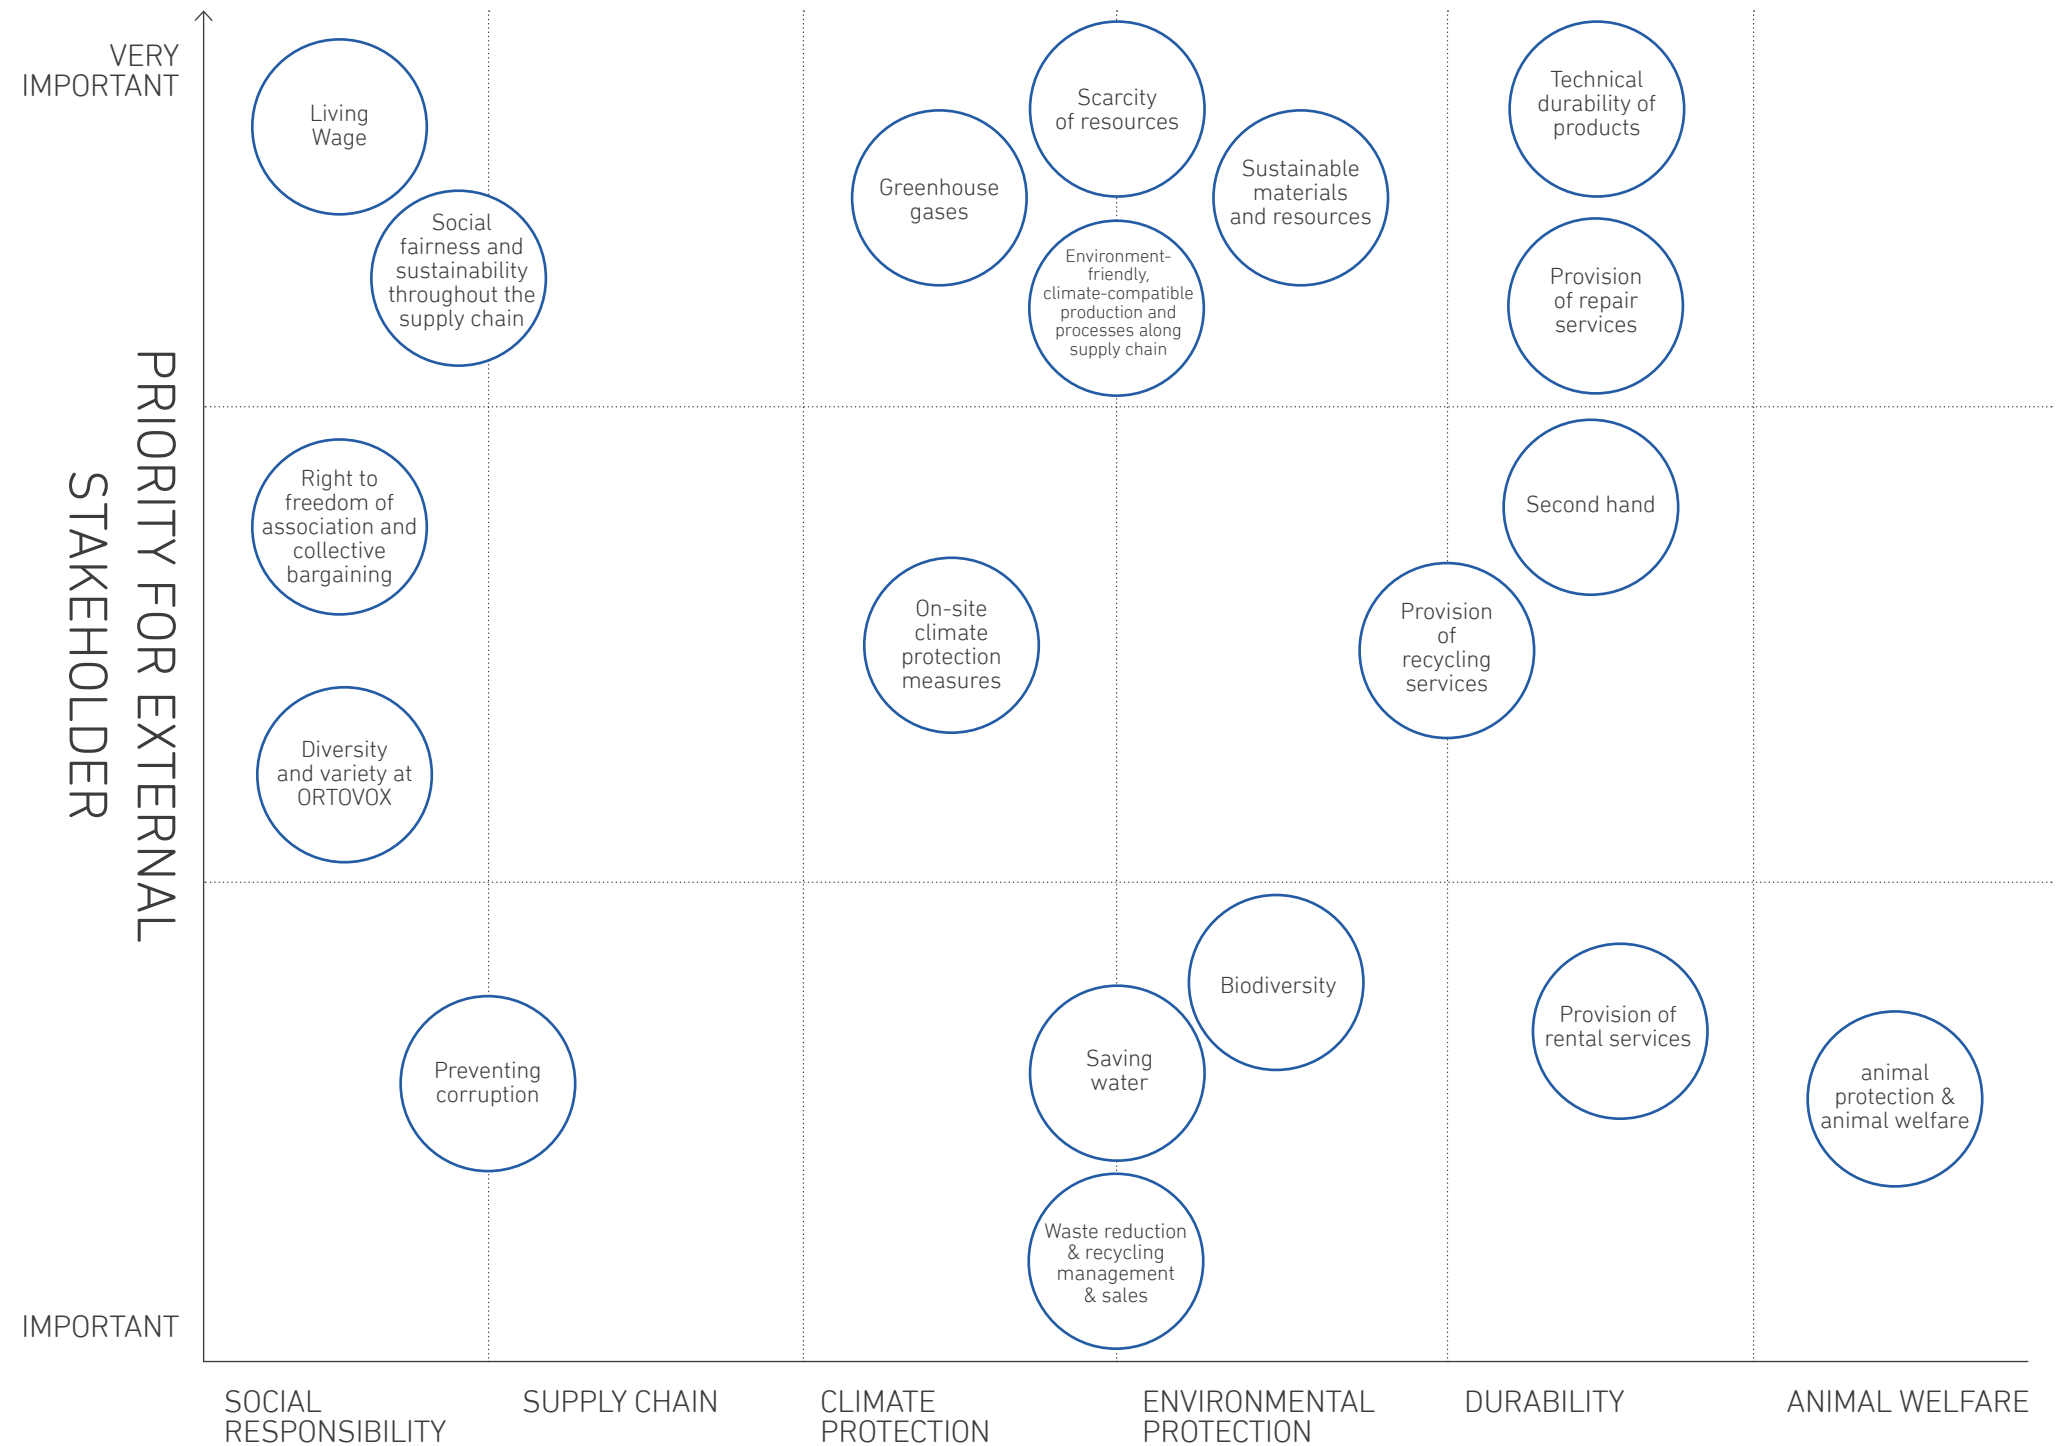 VERY
IMPORTANT
PRIORITY FOR EXTERNAL
STAKEHOLDER
IMPORTANT
Living
Wage
Social
fairness and
sustainability
throughout the
supply chain
Greenhouse
gases
Scarcity
of resources
Environment-
friendly,
climate-compatible
production and
processes along
supply chain
Sustainable
materials
and resources
Technical
durability of
products
Provision
of repair
services
Right to
freedom of
association and
collective
bargaining
Diversity
and variety at
ORTOVOX
On-site
climate
protection
measures
Provision
of
recycling
services
Second hand
Preventing
corruption
Saving
water
Biodiversity
Waste reduction
& recycling
management
& sales
Provision of
rental services
animal
protection &
animal welfare
SOCIAL
RESPONSIBILITY
SUPPLY CHAIN
CLIMATE
PROTECTION
ENVIRONMENTAL
PROTECTION
DURABILITY
ANIMAL WELFARE